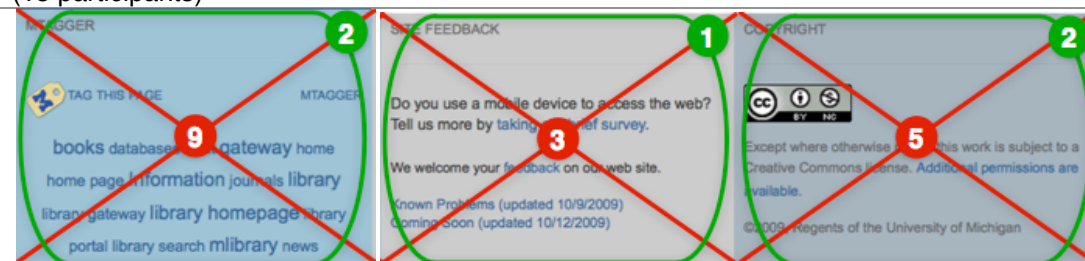 MTAGGER
2
TAG THIS PAGE MTAGGER
9
books database gateway home
home page Information journals library
library gateway library homepage library
portal library search mlibrary news
SITE FEEDBACK
1
Do you use a mobile device to access the web?
Tell us more by taking brief survey.
3
We welcome your feedback on our web site.
Known Problems (updated 10/9/2009)
Coming Soon (updated 10/12/2009)
COPYRIGHT
2
cc BY NC
5
Except where otherwise this work is subject to a
Creative Commons license. Additional permissions are
available.
©2009, Regents of the University of Michigan